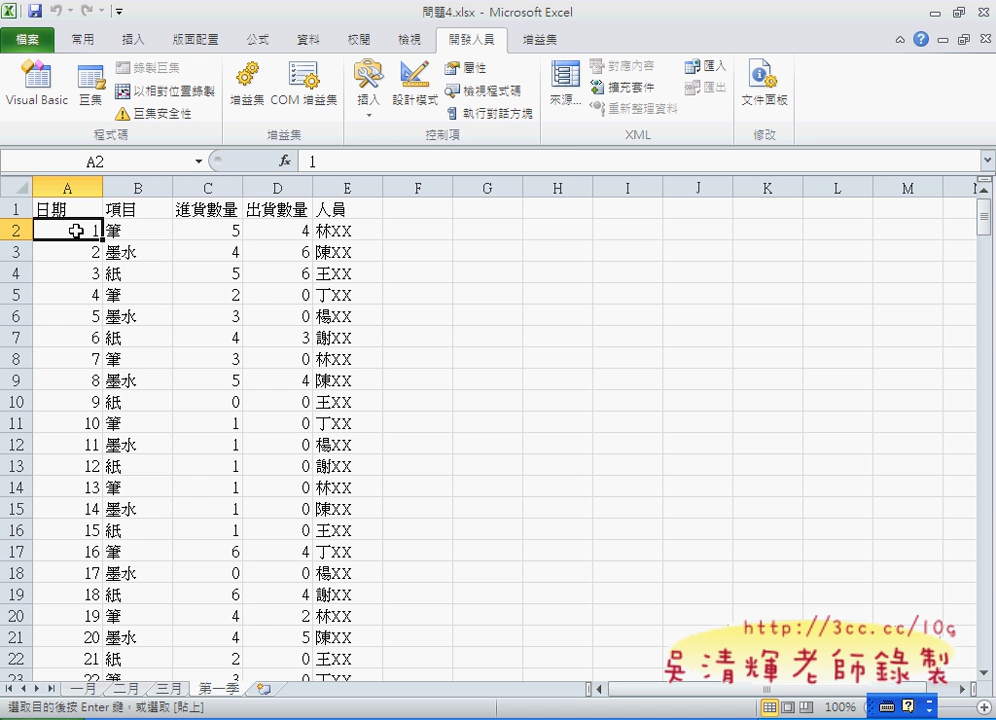 問題4.xlsx - Microsoft Excel
檔案 常用 插入 版面配置 公式 資料 校閱 檢視 開發人員 增益集
Visual Basic 巨集 錄製巨集 以相對位置錄製 巨集安全性
增益集 COM 增益集
插入 設計模式 屬性 檢視程式碼 執行對話方塊
來源... 對應內容 擴充套件 重新整理資料 匯入 匯出
文件面板
程式碼 增益集 控制項 XML 修改
A2 fx 1
A B C D E F G H I J K L M
1 日期 項目 進貨數量 出貨數量 人員
2 1 筆 5 4 林XX
3 2 墨水 4 6 陳XX
4 3 紙 5 6 王XX
5 4 筆 2 0 丁XX
6 5 墨水 3 0 楊XX
7 6 紙 4 3 謝XX
8 7 筆 3 0 林XX
9 8 墨水 5 4 陳XX
10 9 紙 0 0 王XX
11 10 筆 1 0 丁XX
12 11 墨水 1 0 楊XX
13 12 紙 1 0 謝XX
14 13 筆 1 0 林XX
15 14 墨水 1 0 陳XX
16 15 紙 1 0 王XX
17 16 筆 6 4 丁XX
18 17 墨水 0 0 楊XX
19 18 紙 6 4 謝XX
20 19 筆 4 2 林XX
21 20 墨水 4 5 陳XX
22 21 紙 2 0 王XX
23 22 筆 3 0 丁XX
http://3cc.cc/10g
吳清輝老師錄製
一月 二月 三月 第一季
選取目的後按 Enter 鍵，或選取 [貼上]
100%